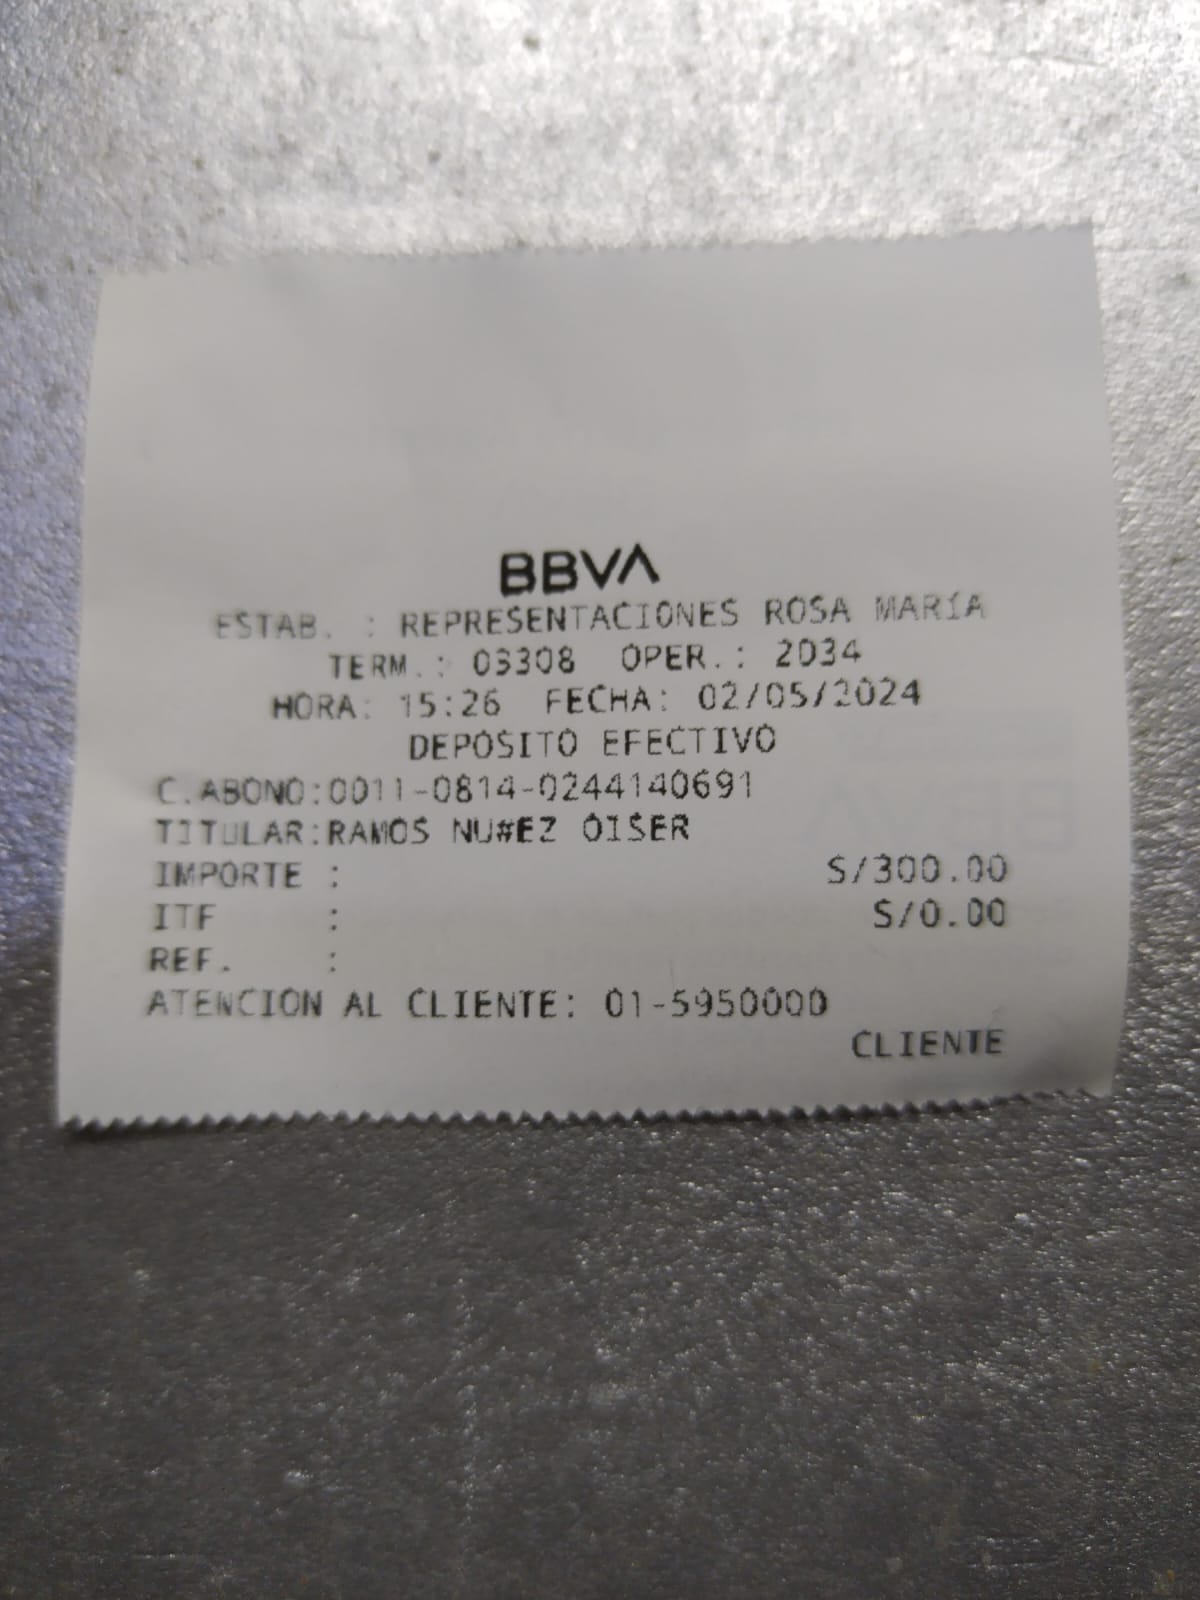 BBVA
ESTAB. : REPRESENTACIONES ROSA MARIA
TERM.: 03308 OPER.: 2034
HORA: 15:26 FECHA: 02/05/2024
DEPOSITO EFECTIVO
C.ABONO:0011-0814-0244140691
TITULAR:RAMOS NU#EZ OISER
IMPORTE : S/300.00
ITF : S/0.00
REF. :
ATENCION AL CLIENTE: 01-5950000
CLIENTE